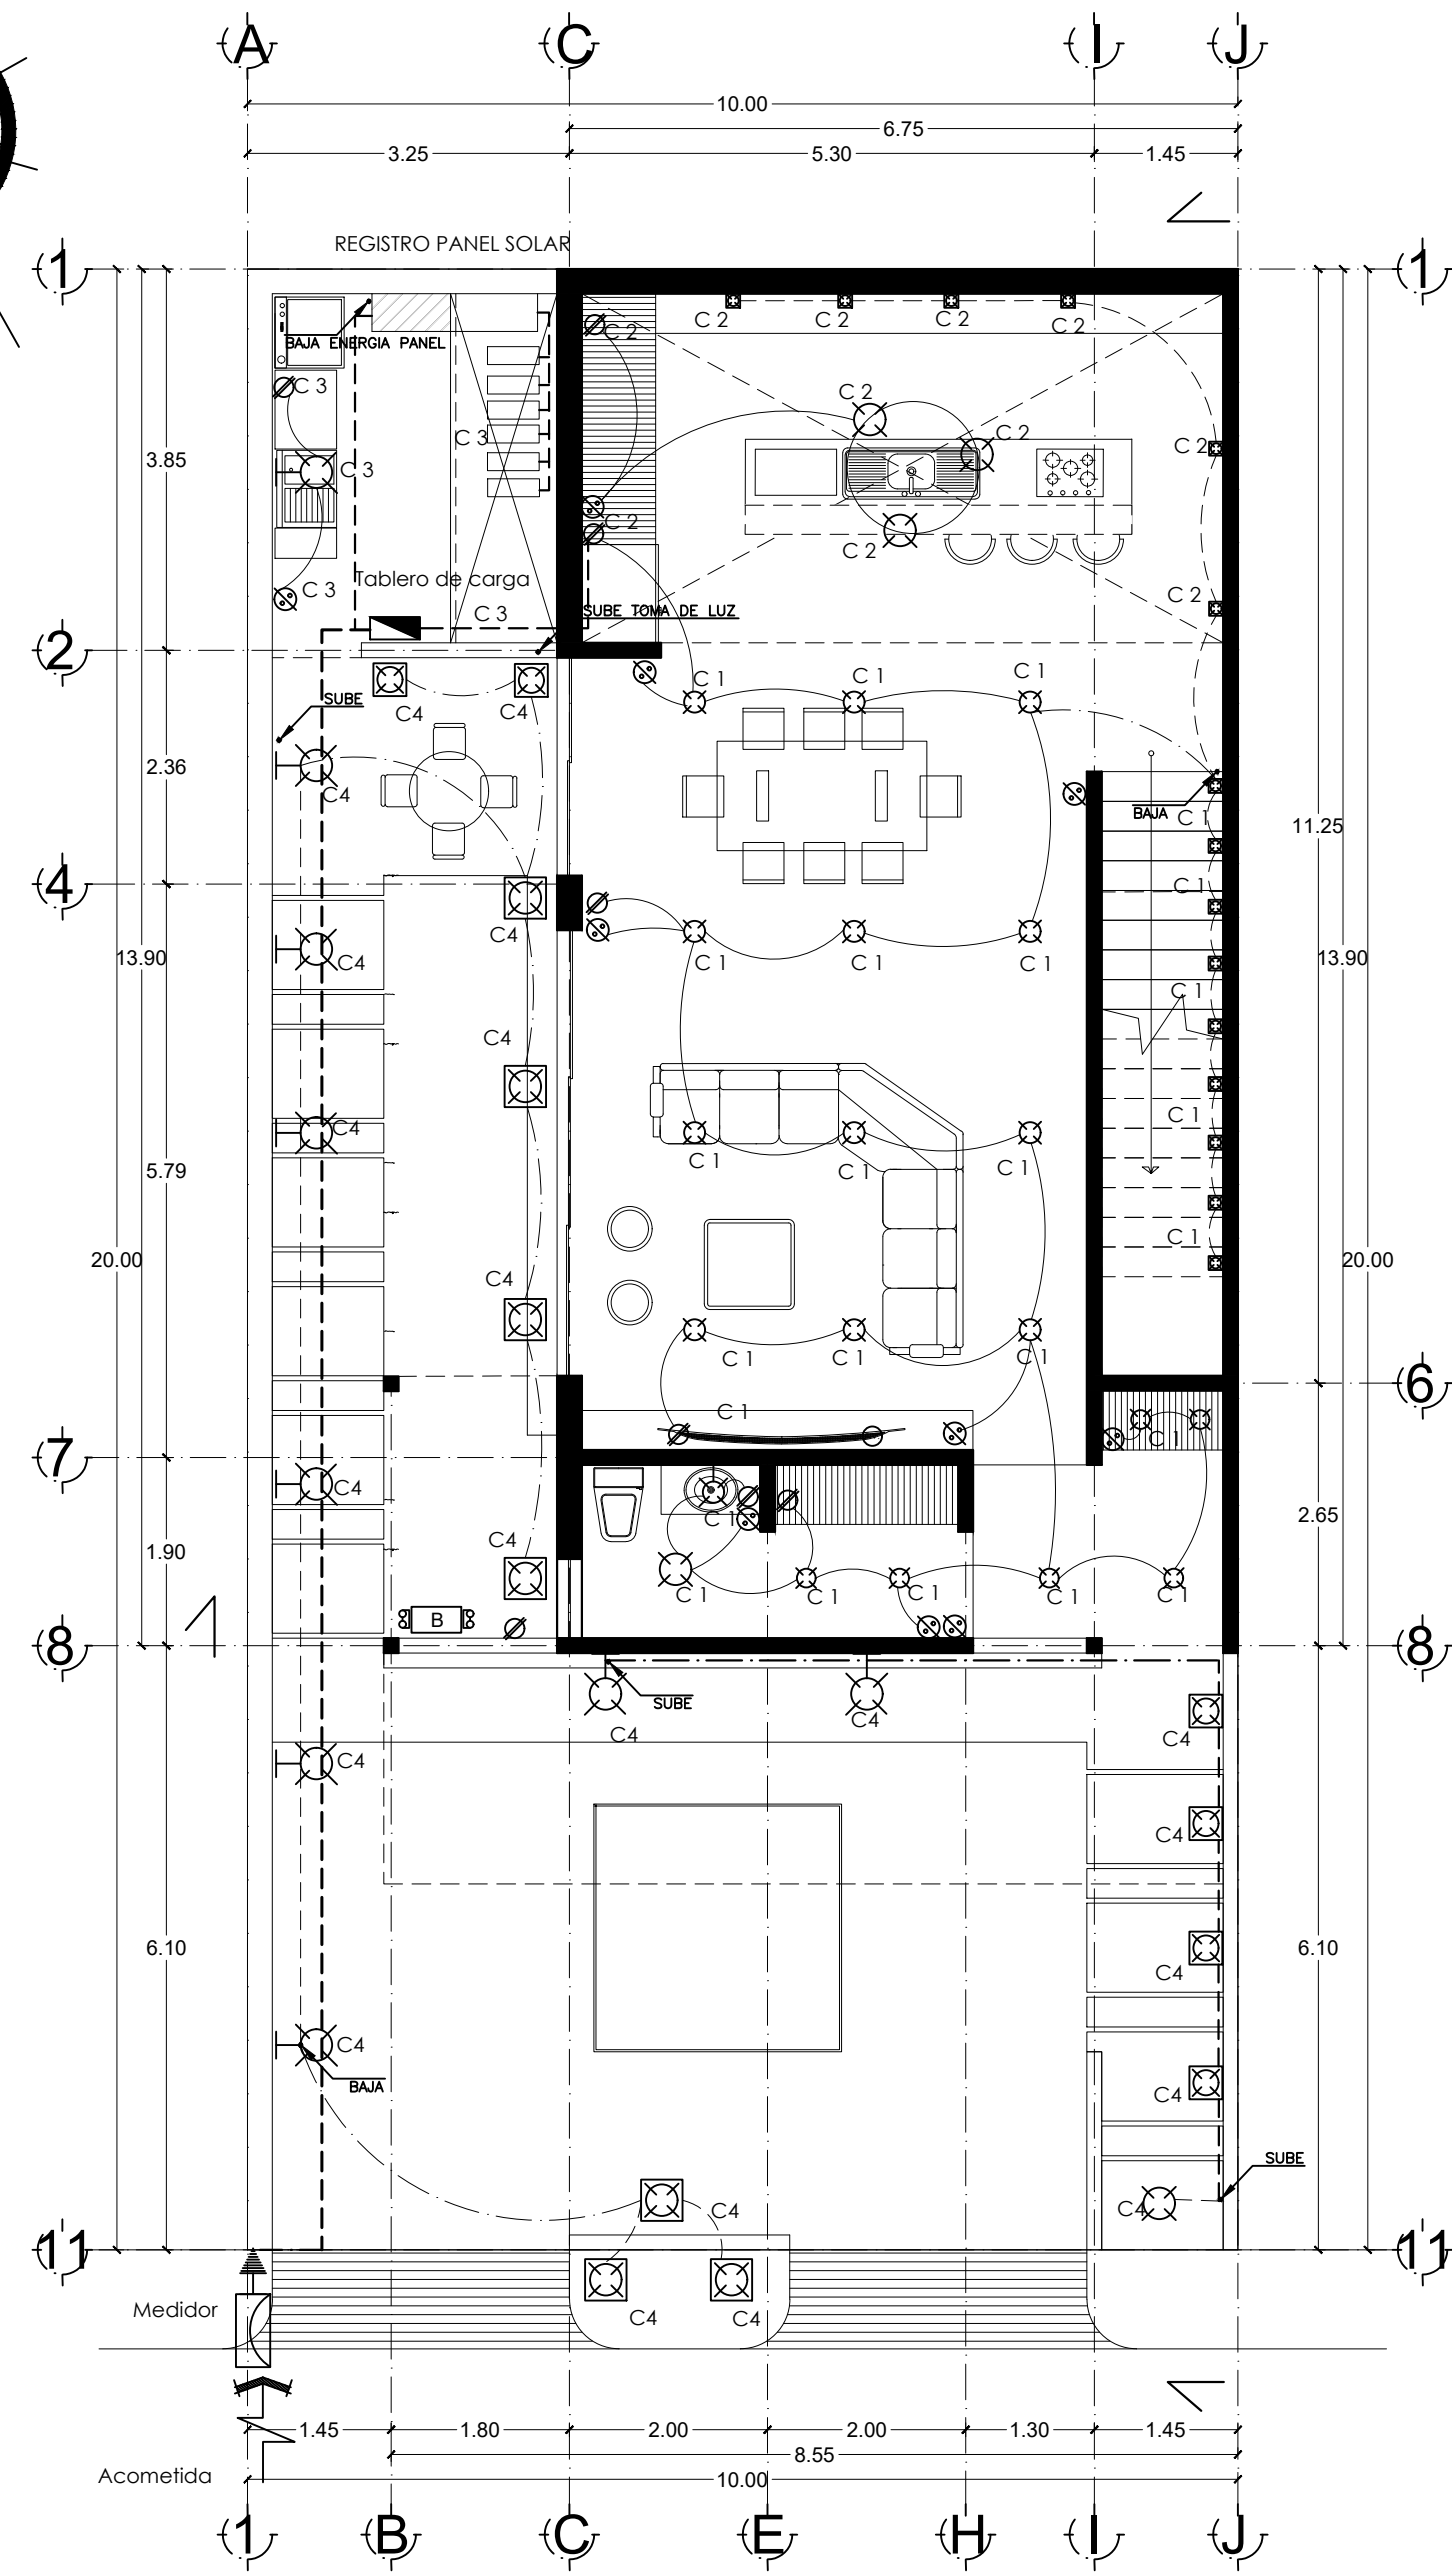 A C I J
10.00
6.75
3.25 5.30 1.45
REGISTRO PANEL SOLAR
1 1
C 2 C 2 C 2 C 2
C 2
BAJA ENERGIA PANEL
C 3
C 2
C 2
C 3
C 2
3.85
C 3
C 2
C 2
Tablero de carga
C 3
C 2
C 3
SUBE TOMA DE LUZ
2
C 1 C 1 C 1
SUBE
C4 C4
2.36
C4
BAJA
C 1
11.25
4
C 1
C4
13.90
C4
C 1 C 1 C 1
13.90
C 1
C4
C 1
C4
C 1 C 1 C 1
5.79
C 1
20.00
20.00
C4
C 1 C 1 C 1
6
C 1
C 1
7
C4
C 1
2.65
C4
1.90
C 1 C 1 C 1 C 1 C 1
B
8 8
SUBE
C4 C4
C4
C4
C4
6.10 6.10
C4
C4
BAJA
C4
SUBE
C4 C4
11 11
Medidor
C4 C4
1.45 1.80 2.00 2.00 1.30 1.45
8.55
Acometida
10.00
1 B C E H I J